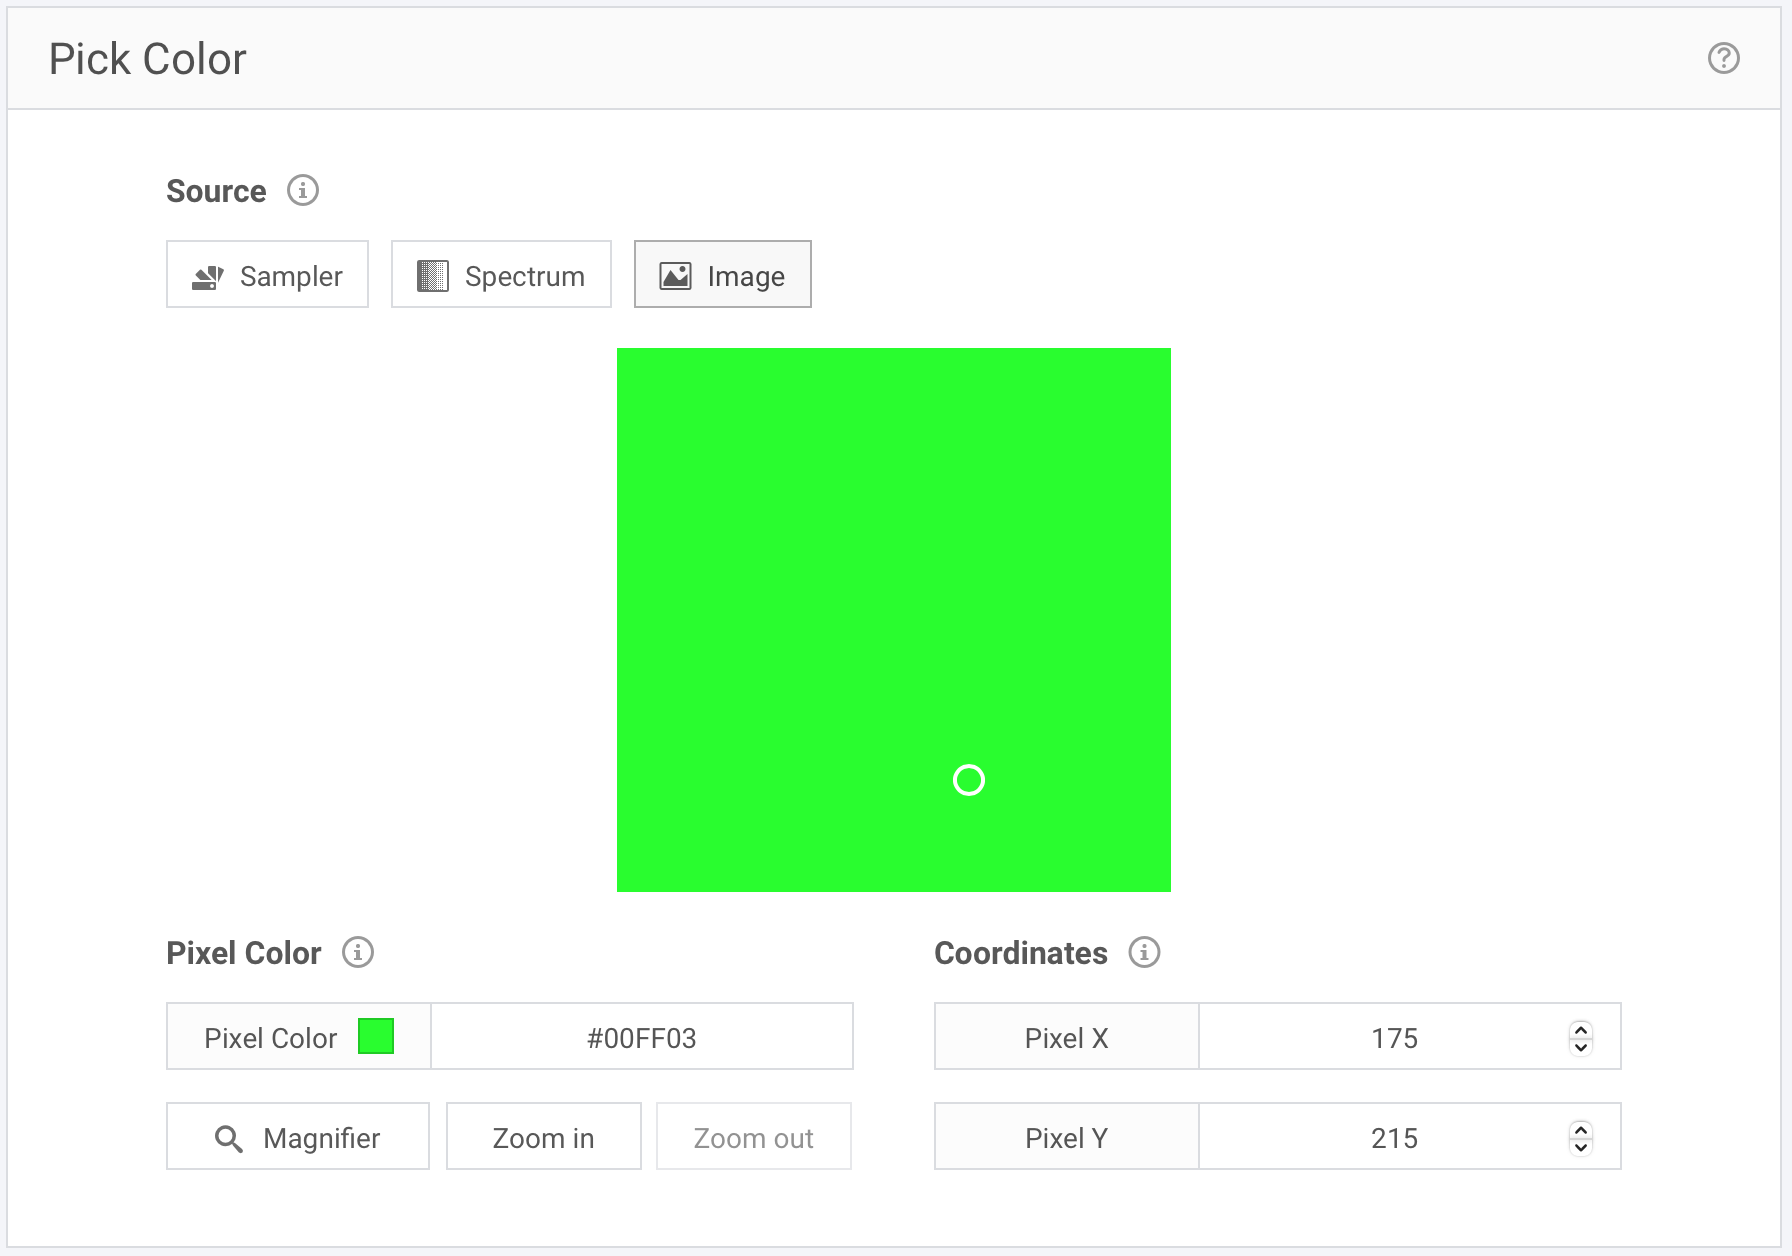 Pick Color
Source
Sampler Spectrum Image
Pixel Color Coordinates
Pixel Color #00FF03 Pixel X 175
Magnifier Zoom in Zoom out Pixel Y 215